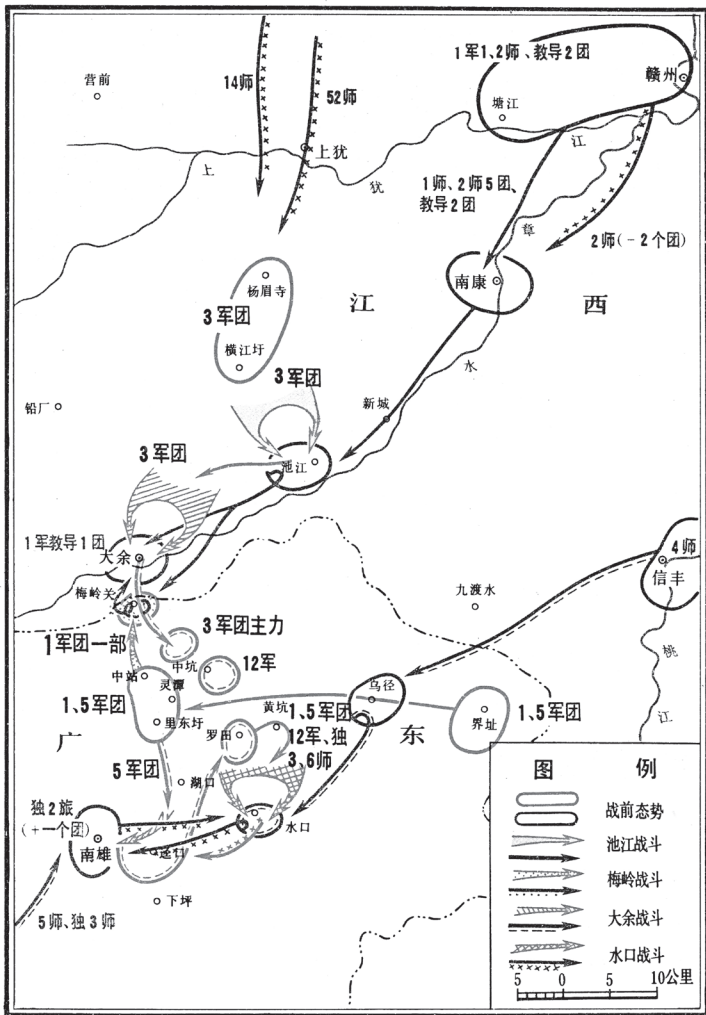 1军1、2师、教导2团
赣州
营前
14师
52师
塘江
江
上犹
上
犹
1师、2师5团、
教导2团
章
2师(-2个团)
南康
杨眉寺
江
西
3军团
横江圩
水
3军团
新城
铅厂
3军团
池江
1军教导1团
大余
4师
信丰
梅岭关
九渡水
3军团主力
1军团一部
桃
中坑
12军
中站
灵潭
乌径
1、5军团
黄坑
1、5军团
界址
1、5军团
江
里东圩
罗田
12军、独
3、6师
广
东
5军团
湖口
独2旅
(+一个团)
水口
南雄
里石
下坪
5师、独3师
图
例
战前态势
池江战斗
梅岭战斗
大余战斗
水口战斗
5
0
5
10公里